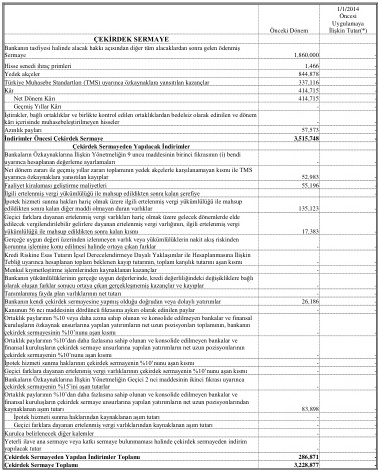 Önceki Dönem
1/1/2014
Öncesi
Uygulamaya
İlişkin Tutar(*)
ÇEKİRDEK SERMAYE
Bankanın tasfiyesi halinde alacak hakkı açısından diğer tüm alacaklardan sonra gelen ödenmiş
Sermaye 1,860,000 -
Hisse senedi ihraç primleri 1,466 -
Yedek akçeler 844,878 -
Türkiye Muhasebe Standartları (TMS) uyarınca özkaynaklara yansıtılan kazançlar 337,116 -
Kâr 414,715 -
Net Dönem Kârı 414,715 -
Geçmiş Yıllar Kârı - -
İştirakler, bağlı ortaklıklar ve birlikte kontrol edilen ortaklıklardan bedelsiz olarak edinilen ve dönem
kârı içerisinde muhasebeleştirilmeyen hisseler - -
Azınlık payları 57,573 -
İndirimler Öncesi Çekirdek Sermaye 3,515,748 -
Çekirdek Sermayeden Yapılacak İndirimler
Bankaların Özkaynaklarına İlişkin Yönetmeliğin 9 uncu maddesinin birinci fıkrasının (i) bendi
uyarınca hesaplanan değerleme ayarlamaları - -
Net dönem zararı ile geçmiş yıllar zararı toplamının yedek akçelerle karşılanamayan kısmı ile TMS
uyarınca özkaynaklara yansıtılan kayıplar 52,983 -
Faaliyet kiralaması geliştirme maliyetleri 55,196 -
İlgili ertelenmiş vergi yükümlülüğü ile mahsup edildikten sonra kalan şerefiye - -
İpotek hizmeti sunma hakları hariç olmak üzere ilgili ertelenmiş vergi yükümlülüğü ile mahsup
edildikten sonra kalan diğer maddi olmayan duran varlıklar 135,123 -
Geçici farklara dayanan ertelenmiş vergi varlıkları hariç olmak üzere gelecek dönemlerde elde
edilecek vergilendirilebilir gelirlere dayanan ertelenmiş vergi varlığının, ilgili ertelenmiş vergi
yükümlülüğü ile mahsup edildikten sonra kalan kısmı 17,383 -
Gerçeğe uygun değeri üzerinden izlenmeyen varlık veya yükümlülüklerin nakit akış riskinden
korunma işlemine konu edilmesi halinde ortaya çıkan farklar - -
Kredi Riskine Esas Tutarın İçsel Derecelendirmeye Dayalı Yaklaşımlar ile Hesaplanmasına İlişkin
Tebliğ uyarınca hesaplanan toplam beklenen kayıp tutarının, toplam karşılık tutarını aşan kısmı - -
Menkul kıymetleştirme işlemlerinden kaynaklanan kazançlar - -
Bankanın yükümlülüklerinin gerçeğe uygun değerinde, kredi değerliliğindeki değişikliklere bağlı
olarak oluşan farklar sonucu ortaya çıkan gerçekleşmemiş kazançlar ve kayıplar - -
Tanımlanmış fayda plan varlıklarının net tutarı - -
Bankanın kendi çekirdek sermayesine yapmış olduğu doğrudan veya dolaylı yatırımlar 26,186 -
Kanunun 56 ncı maddesinin dördüncü fıkrasına aykırı olarak edinilen paylar - -
Ortaklık paylarının %10 veya daha azına sahip olunan ve konsolide edilmeyen bankalar ve finansal
kuruluşların özkaynak unsurlarına yapılan yatırımların net uzun pozisyonları toplamının, bankanın
çekirdek sermayesinin %10'nunu aşan kısmı - -
Ortaklık paylarının %10'dan daha fazlasına sahip olunan ve konsolide edilmeyen bankalar ve
finansal kuruluşların çekirdek sermaye unsurlarına yapılan yatırımların net uzun pozisyonlarının
çekirdek sermayenin %10'nunu aşan kısmı - -
İpotek hizmeti sunma haklarının çekirdek sermayenin %10'nunu aşan kısmı - -
Geçici farklara dayanan ertelenmiş vergi varlıklarının çekirdek sermayenin %10'nunu aşan kısmı - -
Bankaların Özkaynaklarına İlişkin Yönetmeliğin Geçici 2 nci maddesinin ikinci fıkrası uyarınca
çekirdek sermayenin %15'ini aşan tutarlar - -
Ortaklık paylarının %10'dan daha fazlasına sahip olunan ve konsolide edilmeyen bankalar ve
finansal kuruluşların çekirdek sermaye unsurlarına yapılan yatırımların net uzun pozisyonlarından
kaynaklanan aşım tutarı 83,898 -
İpotek hizmeti sunma haklarından kaynaklanan aşım tutarı - -
Geçici farklara dayanan ertelenmiş vergi varlıklarından kaynaklanan aşım tutarı - -
Kurulca belirlenecek diğer kalemler - -
Yeterli ilave ana sermaye veya katkı sermaye bulunmaması halinde çekirdek sermayeden indirim
yapılacak tutar - -
Çekirdek Sermayeden Yapılan İndirimler Toplamı 286,871 -
Çekirdek Sermaye Toplamı 3,228,877 -